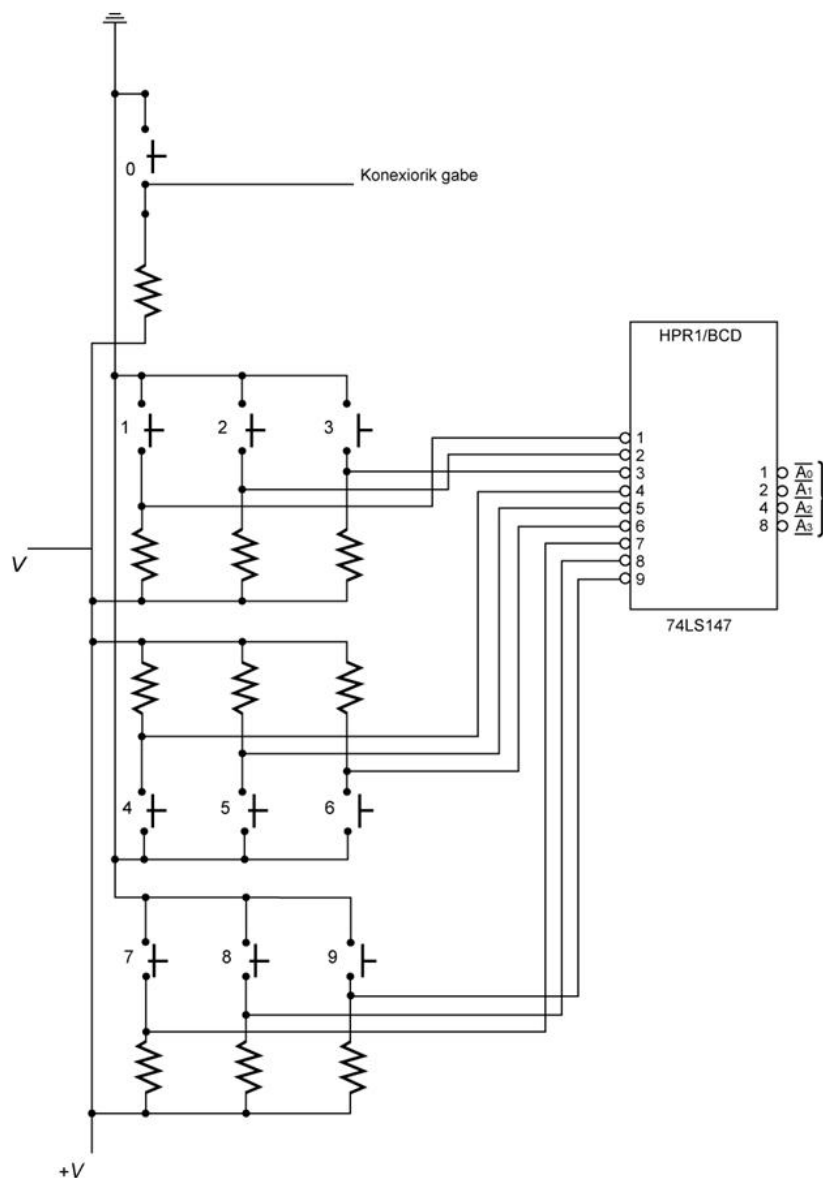 0
Konexiorik gabe
HPR1/BCD
1 2 3
1
2
3
4
5
6
7
8
9
1 A₀
2 A₁
4 A₂
8 A₃
V
74LS147
4 5 6
7 8 9
+V